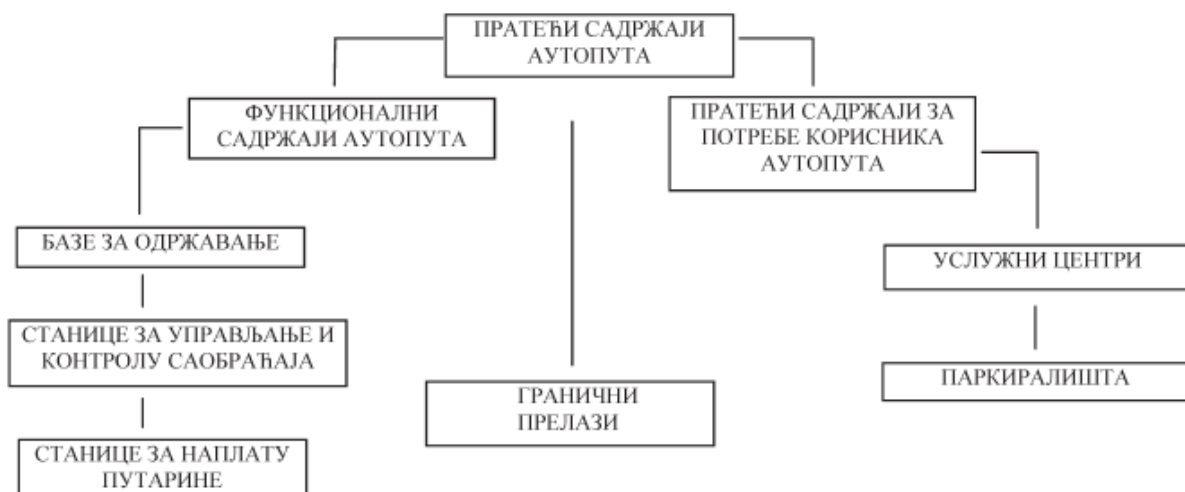 ПРАТЕЋИ САДРЖАЈИ
АУТОПУТА
ФУНКЦИОНАЛНИ
САДРЖАЈИ АУТОПУТА
ПРАТЕЋИ САДРЖАЈИ ЗА
ПОТРЕБЕ КОРИСНИКА
АУТОПУТА
БАЗЕ ЗА ОДРЖАВАЊЕ
УСЛУЖНИ ЦЕНТРИ
СТАНИЦЕ ЗА УПРАВЉАЊЕ И
КОНТРОЛУ САОБРАЋАЈА
ПАРКИРАЛИШТА
ГРАНИЧНИ
ПРЕЛАЗИ
СТАНИЦЕ ЗА НАПЛАТУ
ПУТАРИНЕ